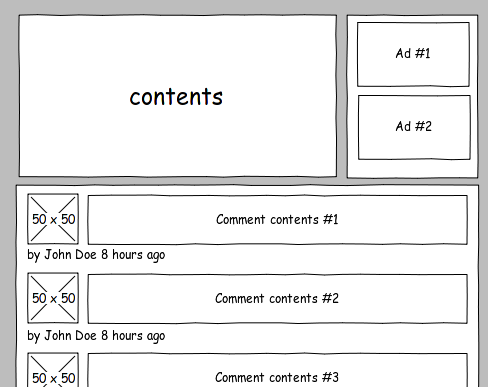 contents
Ad #1
Ad #2
50 x 50
Comment contents #1
by John Doe 8 hours ago
50 x 50
Comment contents #2
by John Doe 8 hours ago
50 x 50
Comment contents #3